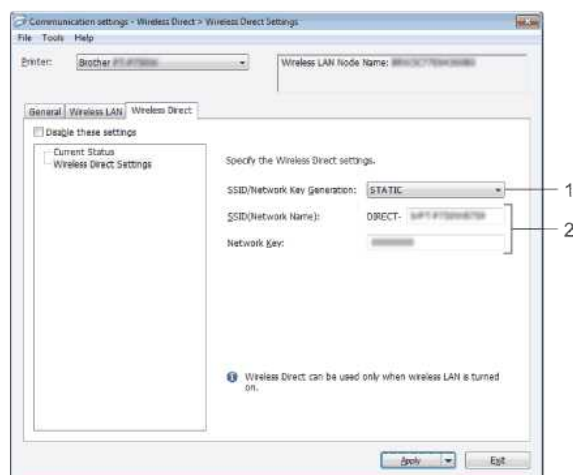 Communication settings - Wireless Direct > Wireless Direct Settings
File Tools Help
Printer: Brother
Wireless LAN Node Name:
General Wireless LAN Wireless Direct
Disable these settings
Current Status
Wireless Direct Settings
Specify the Wireless Direct settings.
SSID/Network Key Generation: STATIC 1
SSID(Network Name): DIRECT-
2
Network Key:
Wireless Direct can be used only when wireless LAN is turned
on.
Apply Exit